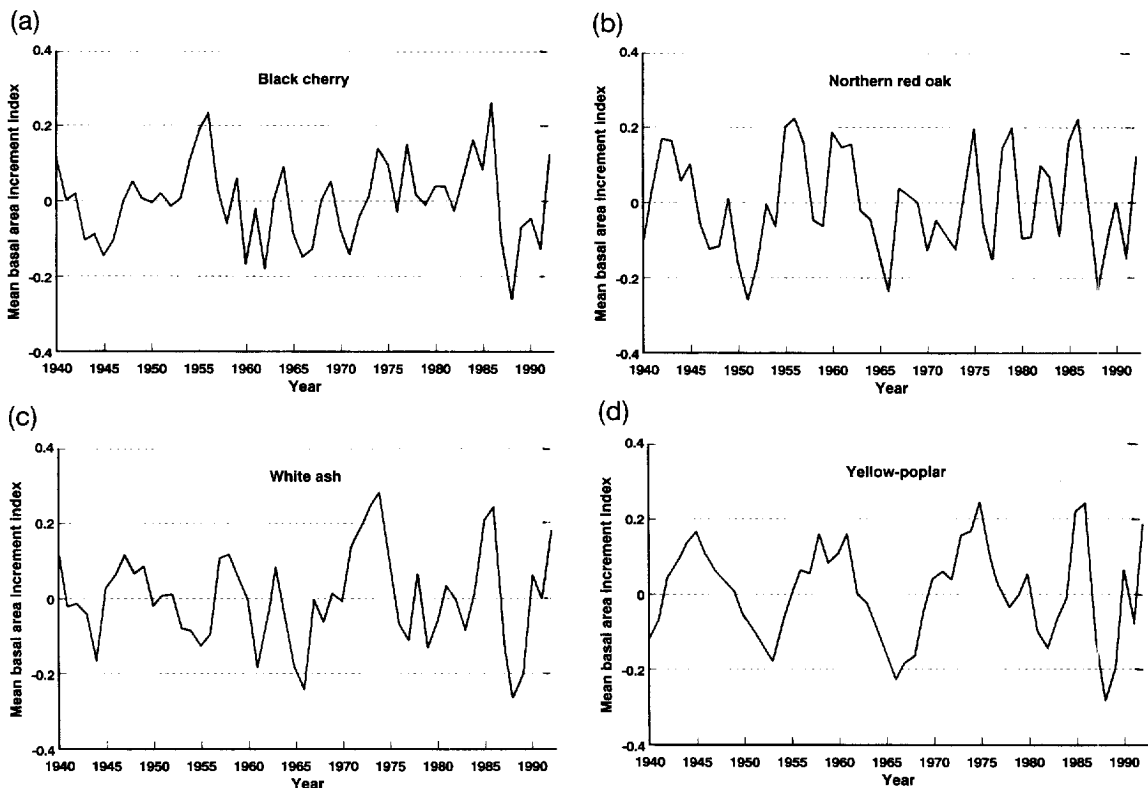 (a)
Black cherry
Mean basal area increment index
0.4
0.2
0
-0.2
-0.4
1940 1945 1950 1955 1960 1965 1970 1975 1980 1985 1990
Year
(b)
Northern red oak
Mean basal area increment index
0.4
0.2
0
-0.2
-0.4
1940 1945 1950 1955 1960 1965 1970 1975 1980 1985 1990
Year
(c)
White ash
Mean basal area increment index
0.4
0.2
0
-0.2
-0.4
1940 1945 1950 1955 1960 1965 1970 1975 1980 1985 1990
Year
(d)
Yellow-poplar
Mean basal area increment index
0.4
0.2
0
-0.2
-0.4
1940 1945 1950 1955 1960 1965 1970 1975 1980 1985 1990
Year